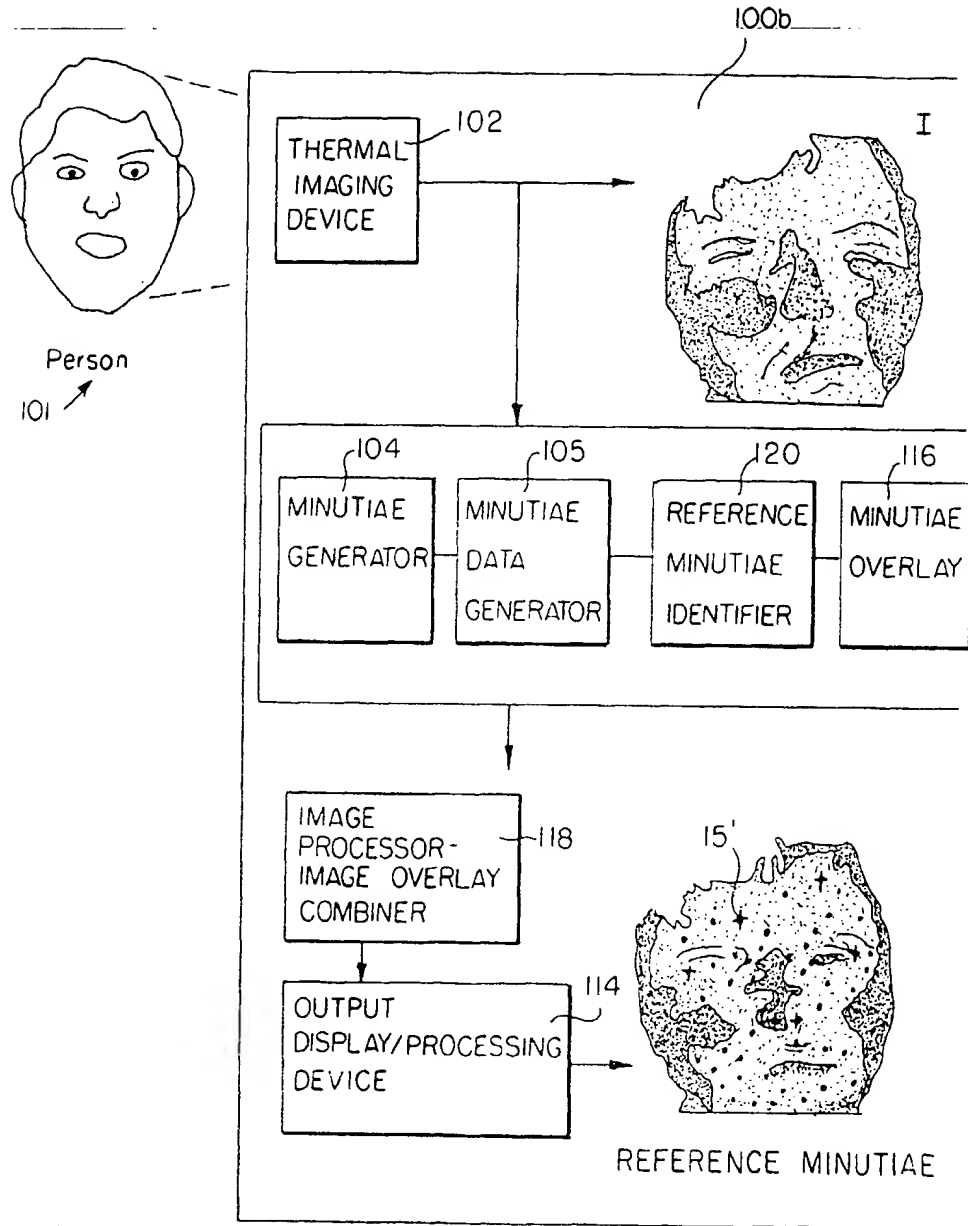 100b
102
I
THERMAL
IMAGING
DEVICE
Person
101
104
105
120
116
MINUTIAE
GENERATOR
MINUTIAE
DATA
GENERATOR
REFERENCE
MINUTIAE
IDENTIFIER
MINUTIAE
OVERLAY
IMAGE
PROCESSOR-
IMAGE OVERLAY
COMBINER
118
15'
OUTPUT
DISPLAY/PROCESSING
DEVICE
114
REFERENCE MINUTIAE